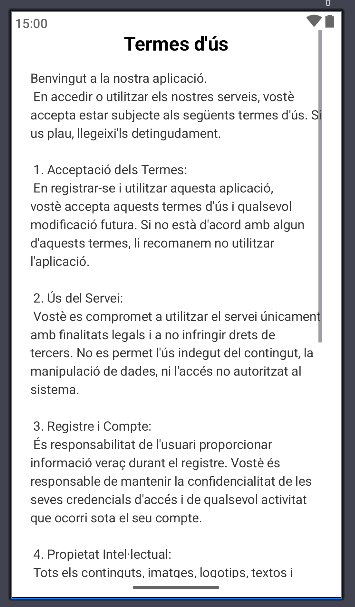 15:00
Termes d'ús
Benvingut a la nostra aplicació.
En accedir o utilitzar els nostres serveis, vostè
accepta estar subjecte als següents termes d'ús. Si
us plau, llegeixi'ls detingudament.
1. Acceptació dels Termes:
En registrar-se i utilitzar aquesta aplicació,
vostè accepta aquests termes d'ús i qualsevol
modificació futura. Si no està d'acord amb algun
d'aquests termes, li recomanem no utilitzar
l'aplicació.
2. Ús del Servei:
Vostè es compromet a utilitzar el servei únicament
amb finalitats legals i a no infringir drets de
tercers. No es permet l'ús indegut del contingut, la
manipulació de dades, ni l'accés no autoritzat al
sistema.
3. Registre i Compte:
És responsabilitat de l'usuari proporcionar
informació veraç durant el registre. Vostè és
responsable de mantenir la confidencialitat de les
seves credencials d'accés i de qualsevol activitat
que ocorri sota el seu compte.
4. Propietat Intel·lectual:
Tots els continguts, imatges, logotips, textos i